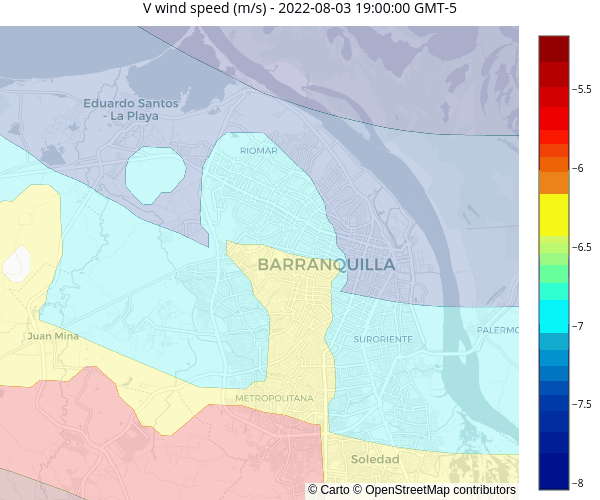 V wind speed (m/s) - 2022-08-03 19:00:00 GMT-5
Eduardo Santos
- La Playa
RIOMAR
BARRANQUILLA
SURORIENTE
PALERMO
Juan Mina
METROPOLITANA
Soledad
© Carto © OpenStreetMap contributors
−5.5
−6
−6.5
−7
−7.5
−8